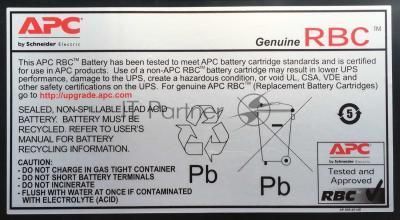 APC
by Schneider Electric
Genuine RBC™
This APC RBC™ Battery has been tested to meet APC battery cartridge standards and is certified
for use in APC products. Use of a non-APC RBC™ battery cartridge may result in lower UPS
performance, or damage to the UPS, create a hazardous condition, or void UL, CSA, VDE and
other safety certifications on the UPS. For genuine APC RBC™ (Replacement Battery Cartridges)
go to http://upgrade.apc.com
SEALED, NON-SPILLABLE LEAD ACID
BATTERY. BATTERY MUST BE
RECYCLED. REFER TO USER'S
MANUAL FOR BATTERY
RECYCLING INFORMATION.
IT Partner
5
CAUTION:
- DO NOT CHARGE IN GAS TIGHT CONTAINER
- DO NOT SHORT BATTERY TERMINALS
- DO NOT INCINERATE
- FLUSH WITH WATER AT ONCE IF CONTAMINATED
WITH ELECTROLYTE (ACID)
Pb
Pb
APC
by Schneider Electric
Tested and
Approved
RBC™